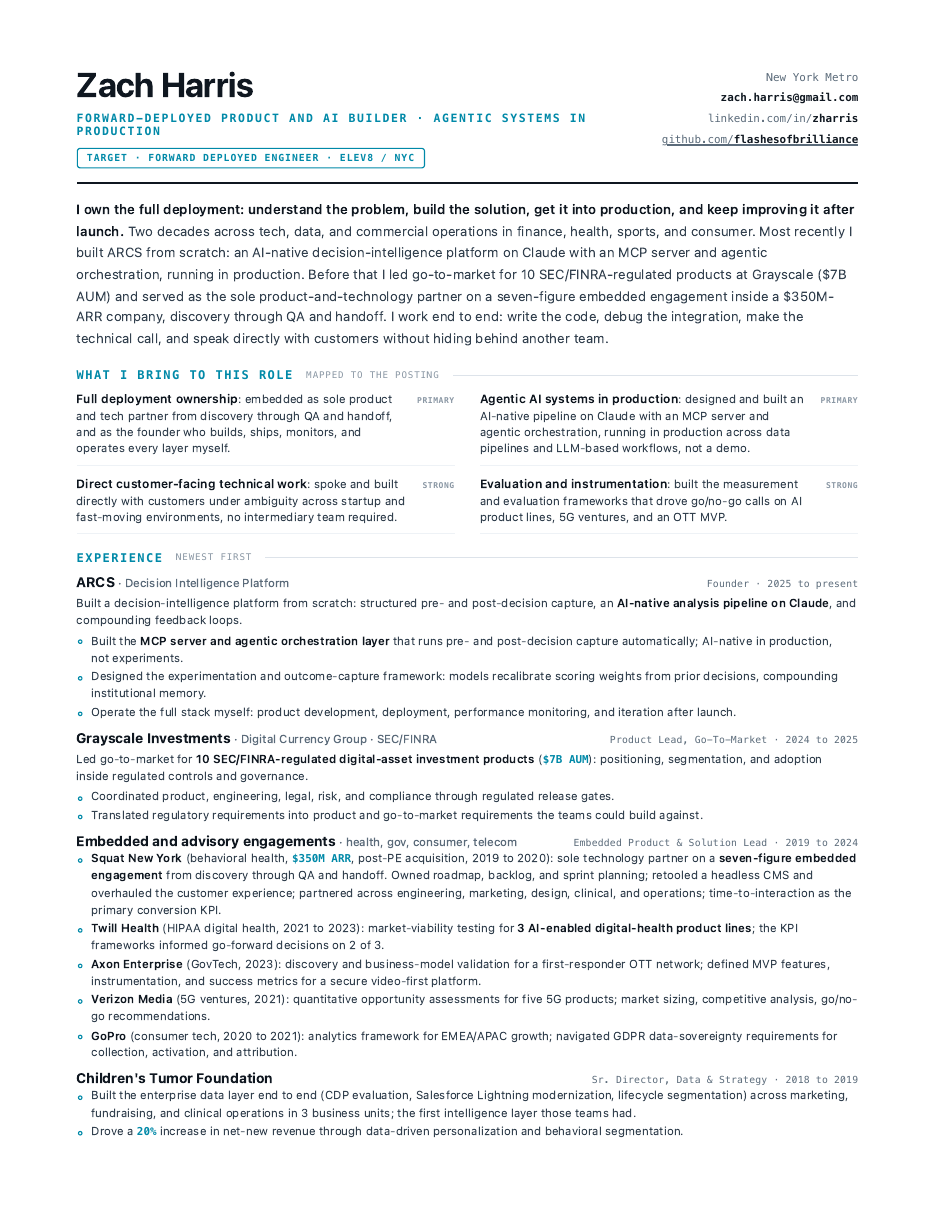 Zach Harris
New York Metro
zach.harris@gmail.com
linkedin.com/in/zharris
github.com/flashesofbrilliance
FORWARD-DEPLOYED PRODUCT AND AI BUILDER · AGENTIC SYSTEMS IN
PRODUCTION
TARGET · FORWARD DEPLOYED ENGINEER · ELEV8 / NYC
I own the full deployment: understand the problem, build the solution, get it into production, and keep improving it after
launch. Two decades across tech, data, and commercial operations in finance, health, sports, and consumer. Most recently I
built ARCS from scratch: an AI-native decision-intelligence platform on Claude with an MCP server and agentic
orchestration, running in production. Before that I led go-to-market for 10 SEC/FINRA-regulated products at Grayscale ($7B
AUM) and served as the sole product-and-technology partner on a seven-figure embedded engagement inside a $350M-
ARR company, discovery through QA and handoff. I work end to end: write the code, debug the integration, make the
technical call, and speak directly with customers without hiding behind another team.
WHAT I BRING TO THIS ROLE MAPPED TO THE POSTING
Full deployment ownership: embedded as sole product PRIMARY
and tech partner from discovery through QA and handoff,
and as the founder who builds, ships, monitors, and
operates every layer myself.
Agentic AI systems in production: designed and built an PRIMARY
AI-native pipeline on Claude with an MCP server and
agentic orchestration, running in production across data
pipelines and LLM-based workflows, not a demo.
Direct customer-facing technical work: spoke and built STRONG
directly with customers under ambiguity across startup and
fast-moving environments, no intermediary team required.
Evaluation and instrumentation: built the measurement STRONG
and evaluation frameworks that drove go/no-go calls on AI
product lines, 5G ventures, and an OTT MVP.
EXPERIENCE NEWEST FIRST
ARCS · Decision Intelligence Platform Founder · 2025 to present
Built a decision-intelligence platform from scratch: structured pre- and post-decision capture, an AI-native analysis pipeline on Claude, and
compounding feedback loops.
Built the MCP server and agentic orchestration layer that runs pre- and post-decision capture automatically; AI-native in production,
not experiments.
Designed the experimentation and outcome-capture framework: models recalibrate scoring weights from prior decisions, compounding
institutional memory.
Operate the full stack myself: product development, deployment, performance monitoring, and iteration after launch.
Grayscale Investments · Digital Currency Group · SEC/FINRA Product Lead, Go-To-Market · 2024 to 2025
Led go-to-market for 10 SEC/FINRA-regulated digital-asset investment products ($7B AUM): positioning, segmentation, and adoption
inside regulated controls and governance.
Coordinated product, engineering, legal, risk, and compliance through regulated release gates.
Translated regulatory requirements into product and go-to-market requirements the teams could build against.
Embedded and advisory engagements · health, gov, consumer, telecom Embedded Product & Solution Lead · 2019 to 2024
Squat New York (behavioral health, $350M ARR, post-PE acquisition, 2019 to 2020): sole technology partner on a seven-figure embedded
engagement from discovery through QA and handoff. Owned roadmap, backlog, and sprint planning; retooled a headless CMS and
overhauled the customer experience; partnered across engineering, marketing, design, clinical, and operations; time-to-interaction as the
primary conversion KPI.
Twill Health (HIPAA digital health, 2021 to 2023): market-viability testing for 3 AI-enabled digital-health product lines; the KPI
frameworks informed go-forward decisions on 2 of 3.
Axon Enterprise (GovTech, 2023): discovery and business-model validation for a first-responder OTT network; defined MVP features,
instrumentation, and success metrics for a secure video-first platform.
Verizon Media (5G ventures, 2021): quantitative opportunity assessments for five 5G products; market sizing, competitive analysis, go/no-
go recommendations.
GoPro (consumer tech, 2020 to 2021): analytics framework for EMEA/APAC growth; navigated GDPR data-sovereignty requirements for
collection, activation, and attribution.
Children's Tumor Foundation Sr. Director, Data & Strategy · 2018 to 2019
Built the enterprise data layer end to end (CDP evaluation, Salesforce Lightning modernization, lifecycle segmentation) across marketing,
fundraising, and clinical operations in 3 business units; the first intelligence layer those teams had.
Drove a 20% increase in net-new revenue through data-driven personalization and behavioral segmentation.